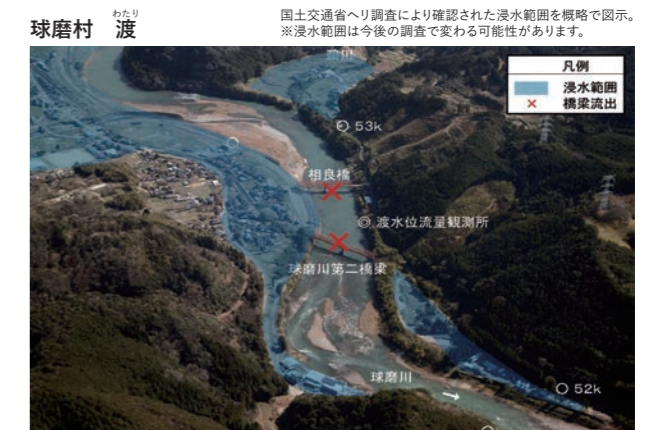 球磨村 渡
わたり
国土交通省ヘリ調査により確認された浸水範囲を概略で図示。
※浸水範囲は今後の調査で変わる可能性があります。
凡例
浸水範囲
× 橋梁流出
53k
相良橋
渡水位流量観測所
球磨川第二橋梁
球磨川
52k